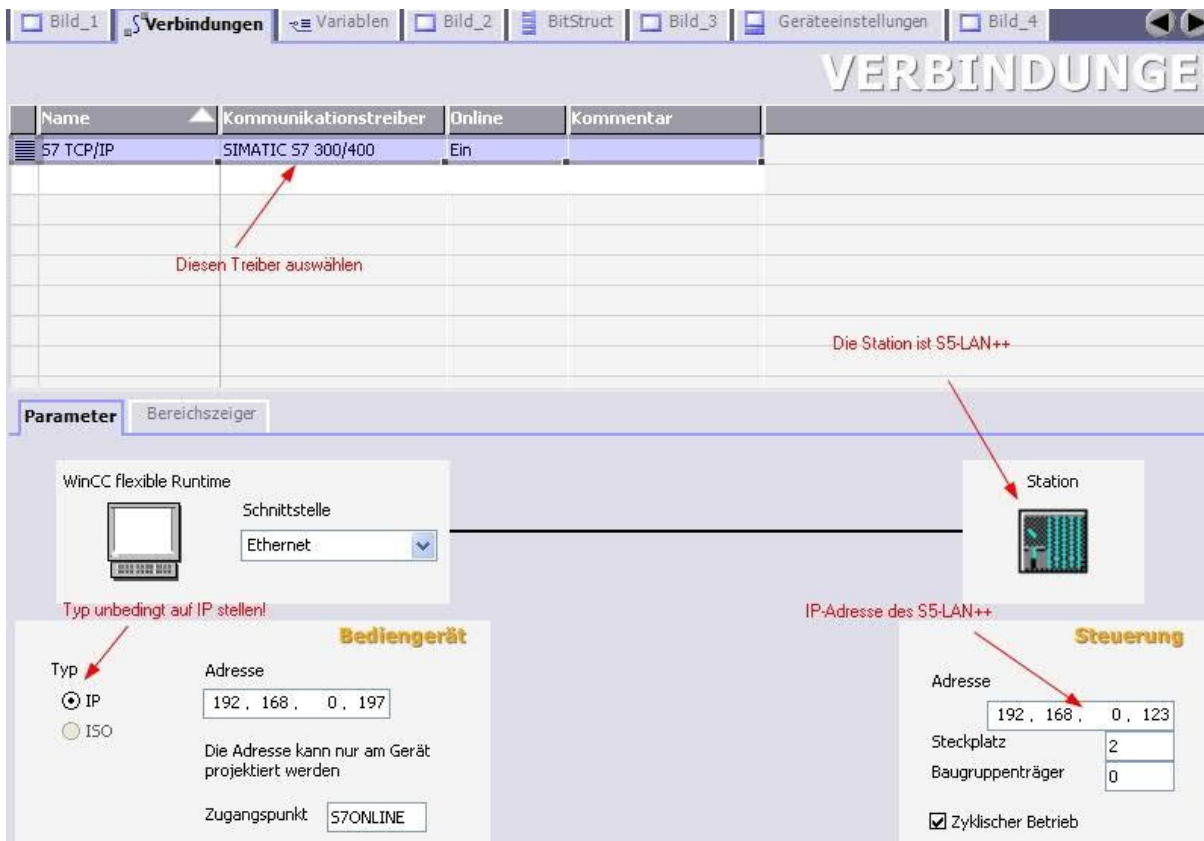 Bild_1 Verbindungen Variablen Bild_2 BitStruct Bild_3 Geräteeinstellungen Bild_4
VERBINDUNGE
Name Kommunikationstreiber Online Kommentar
S7 TCP/IP SIMATIC S7 300/400 Ein
Diesen Treiber auswählen
Die Station ist S5-LAN++
Parameter Bereichszeiger
WinCC flexible Runtime
Schnittstelle
Ethernet
Station
Typ unbedingt auf IP stellen!
IP-Adresse des S5-LAN++
Bediengerät
Steuerung
Typ
Adresse
IP
192 . 168 . 0 . 197
ISO
Die Adresse kann nur am Gerät
projektiert werden
Zugangspunkt S7ONLINE
Adresse
192 . 168 . 0 . 123
Steckplatz 2
Baugruppenträger 0
Zyklischer Betrieb